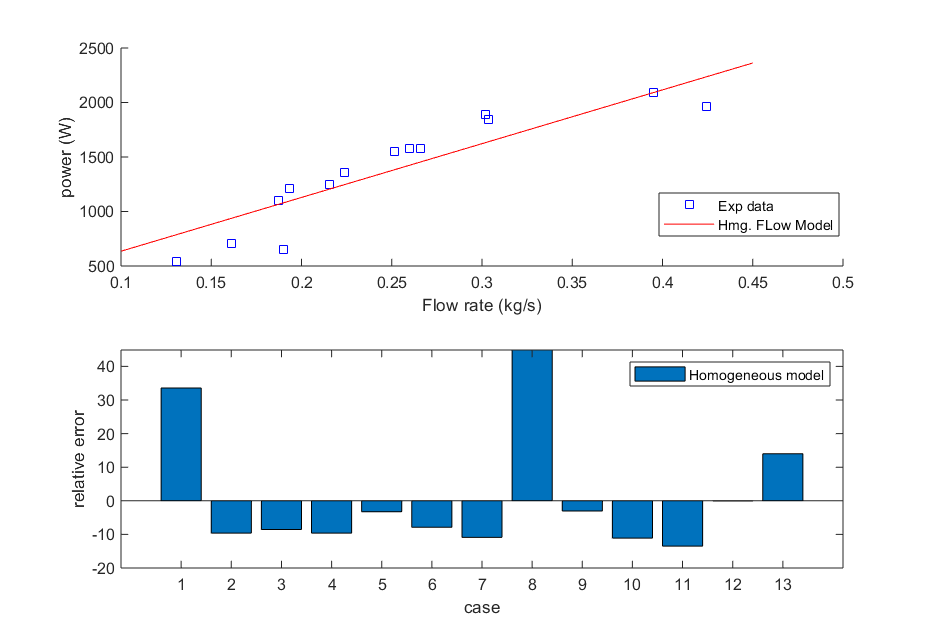 2500
2000
1500
1000
500
power (W)
0.1 0.15 0.2 0.25 0.3 0.35 0.4 0.45 0.5
Flow rate (kg/s)
Exp data
Hmg. FLow Model
40
30
20
10
0
-10
-20
relative error
1 2 3 4 5 6 7 8 9 10 11 12 13
case
Homogeneous model